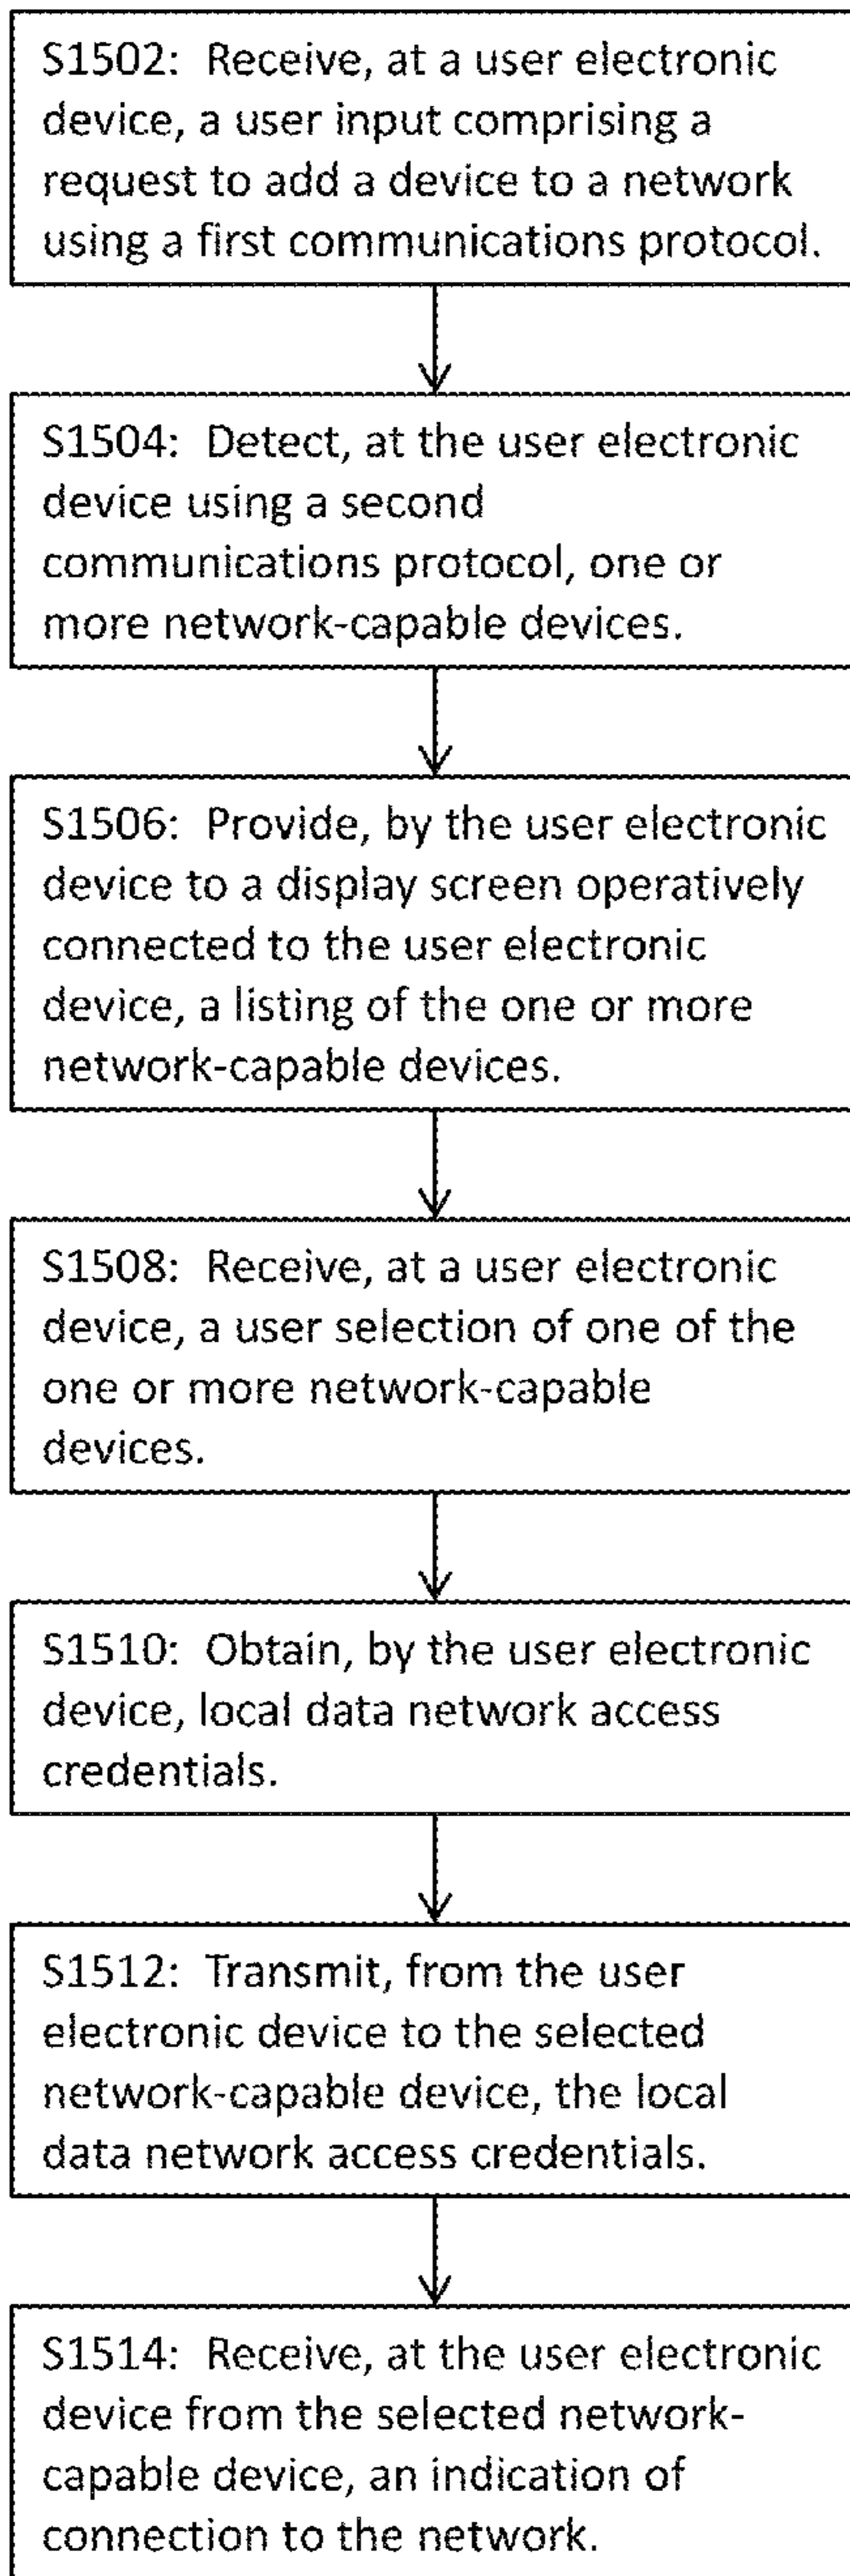 S1502:  Receive, at a user electronic
device, a user input comprising a
request to add a device to a network
using a first communications protocol.
S1504:  Detect, at the user electronic
device using a second
communications protocol, one or
more network-capable devices.
S1506:  Provide, by the user electronic
device to a display screen operatively
connected to the user electronic
device, a listing of the one or more
network-capable devices.
S1508:  Receive, at a user electronic
device, a user selection of one of the
one or more network-capable
devices.
S1510:  Obtain, by the user electronic
device, local data network access
credentials.
S1512:  Transmit, from the user
electronic device to the selected
network-capable device, the local
data network access credentials.
S1514:  Receive, at the user electronic
device from the selected network-
capable device, an indication of
connection to the network.